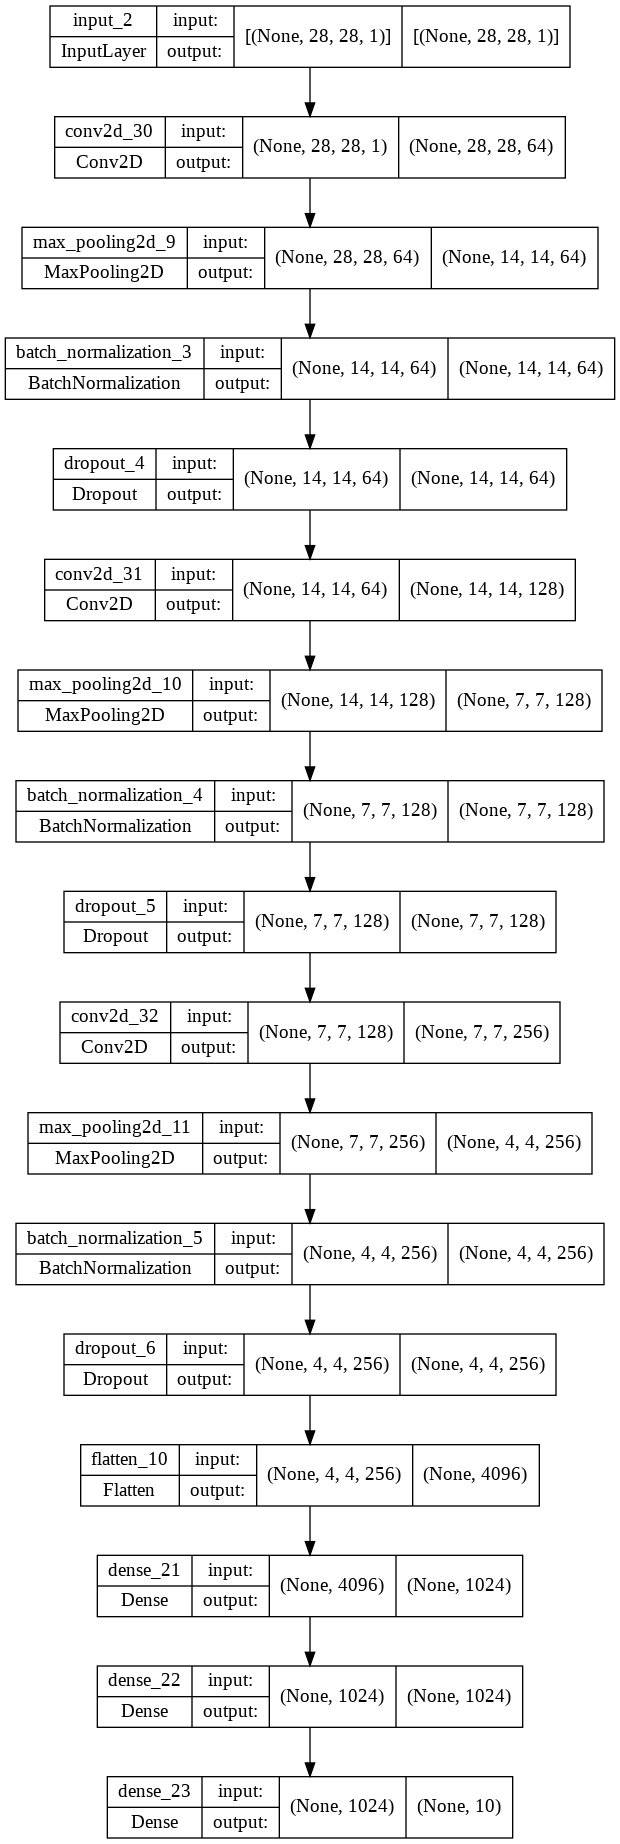 input_2 input: [(None, 28, 28, 1)] [(None, 28, 28, 1)]
InputLayer output:
conv2d_30 input: (None, 28, 28, 1) (None, 28, 28, 64)
Conv2D output:
max_pooling2d_9 input: (None, 28, 28, 64) (None, 14, 14, 64)
MaxPooling2D output:
batch_normalization_3 input: (None, 14, 14, 64) (None, 14, 14, 64)
BatchNormalization output:
dropout_4 input: (None, 14, 14, 64) (None, 14, 14, 64)
Dropout output:
conv2d_31 input: (None, 14, 14, 64) (None, 14, 14, 128)
Conv2D output:
max_pooling2d_10 input: (None, 14, 14, 128) (None, 7, 7, 128)
MaxPooling2D output:
batch_normalization_4 input: (None, 7, 7, 128) (None, 7, 7, 128)
BatchNormalization output:
dropout_5 input: (None, 7, 7, 128) (None, 7, 7, 128)
Dropout output:
conv2d_32 input: (None, 7, 7, 128) (None, 7, 7, 256)
Conv2D output:
max_pooling2d_11 input: (None, 7, 7, 256) (None, 4, 4, 256)
MaxPooling2D output:
batch_normalization_5 input: (None, 4, 4, 256) (None, 4, 4, 256)
BatchNormalization output:
dropout_6 input: (None, 4, 4, 256) (None, 4, 4, 256)
Dropout output:
flatten_10 input: (None, 4, 4, 256) (None, 4096)
Flatten output:
dense_21 input: (None, 4096) (None, 1024)
Dense output:
dense_22 input: (None, 1024) (None, 1024)
Dense output:
dense_23 input: (None, 1024) (None, 10)
Dense output: